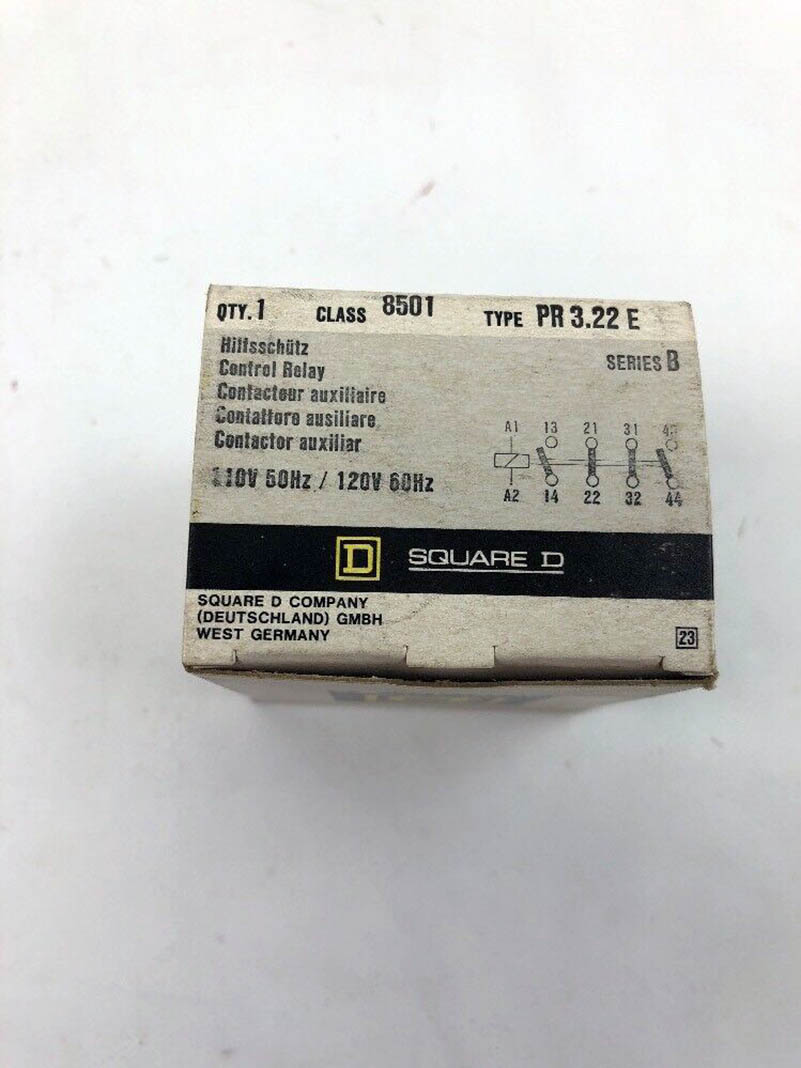 QTY. 1 CLASS 8501 TYPE PR 3.22 E
Hilfsschütz
Control Relay
Contacteur auxiliaire
Contattore ausiliare
Contactor auxiliar
110V 50Hz / 120V 60Hz
SERIES B
A1 13 21 31 43
A2 14 22 32 44
D SQUARE D
SQUARE D COMPANY
(DEUTSCHLAND) GMBH
WEST GERMANY
23